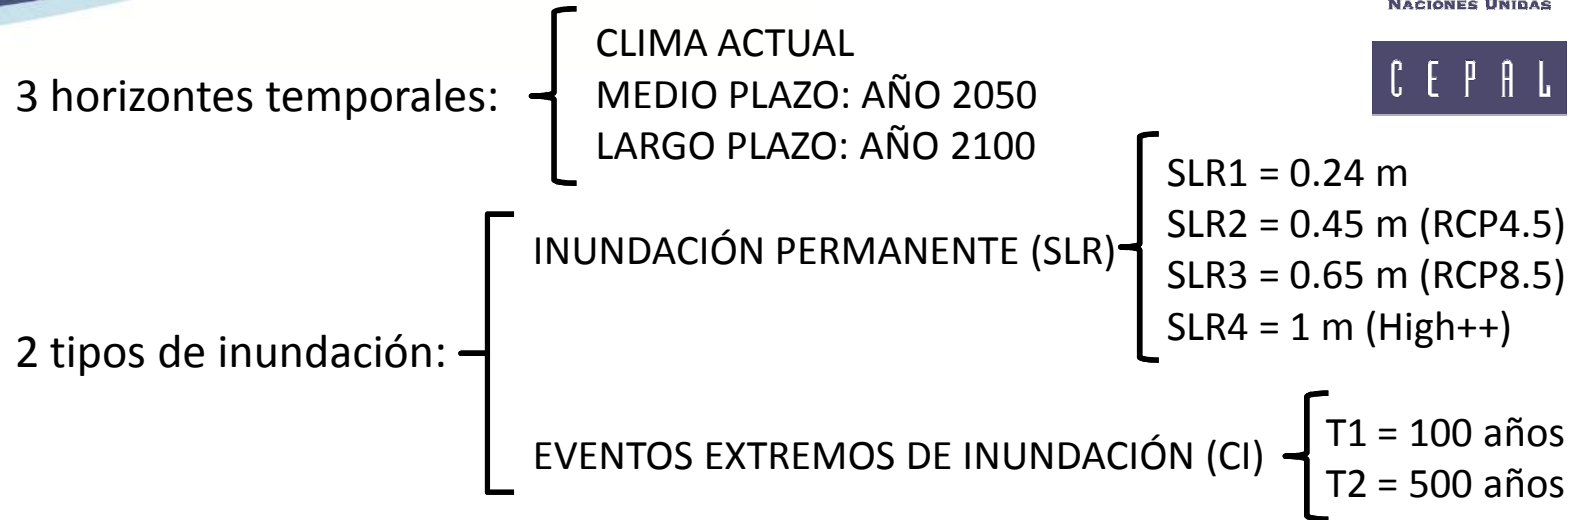 NACIONES UNIDAS
CEPAL
3 horizontes temporales:
CLIMA ACTUAL
MEDIO PLAZO: AÑO 2050
LARGO PLAZO: AÑO 2100
2 tipos de inundación:
INUNDACIÓN PERMANENTE (SLR)
SLR1 = 0.24 m
SLR2 = 0.45 m (RCP4.5)
SLR3 = 0.65 m (RCP8.5)
SLR4 = 1 m (High++)
EVENTOS EXTREMOS DE INUNDACIÓN (CI)
T1 = 100 años
T2 = 500 años